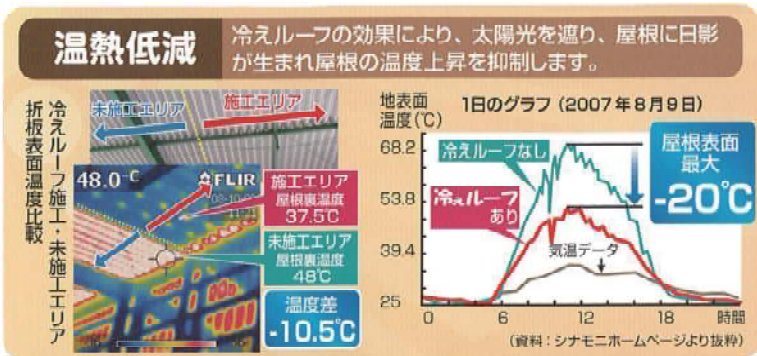 温熱低減
冷えルーフの効果により、太陽光を遮り、屋根に日影
が生まれ屋根の温度上昇を抑制します。
冷えルーフ施工・未施工エリア
折板表面温度比較
未施工エリア
施工エリア
48.0
℃
FLIR
施工エリア
屋根裏温度
37.5℃
未施工エリア
屋根裏温度
48℃
温度差
-10.5℃
地表面
温度(℃)
1日のグラフ（2007年8月9日）
68.2
53.8
39.4
25
冷えルーフなし
冷えルーフ
あり
気温データ
屋根表面
最大
-20℃
0
6
12
18
時間
（資料：シナモニホームページより抜粋）